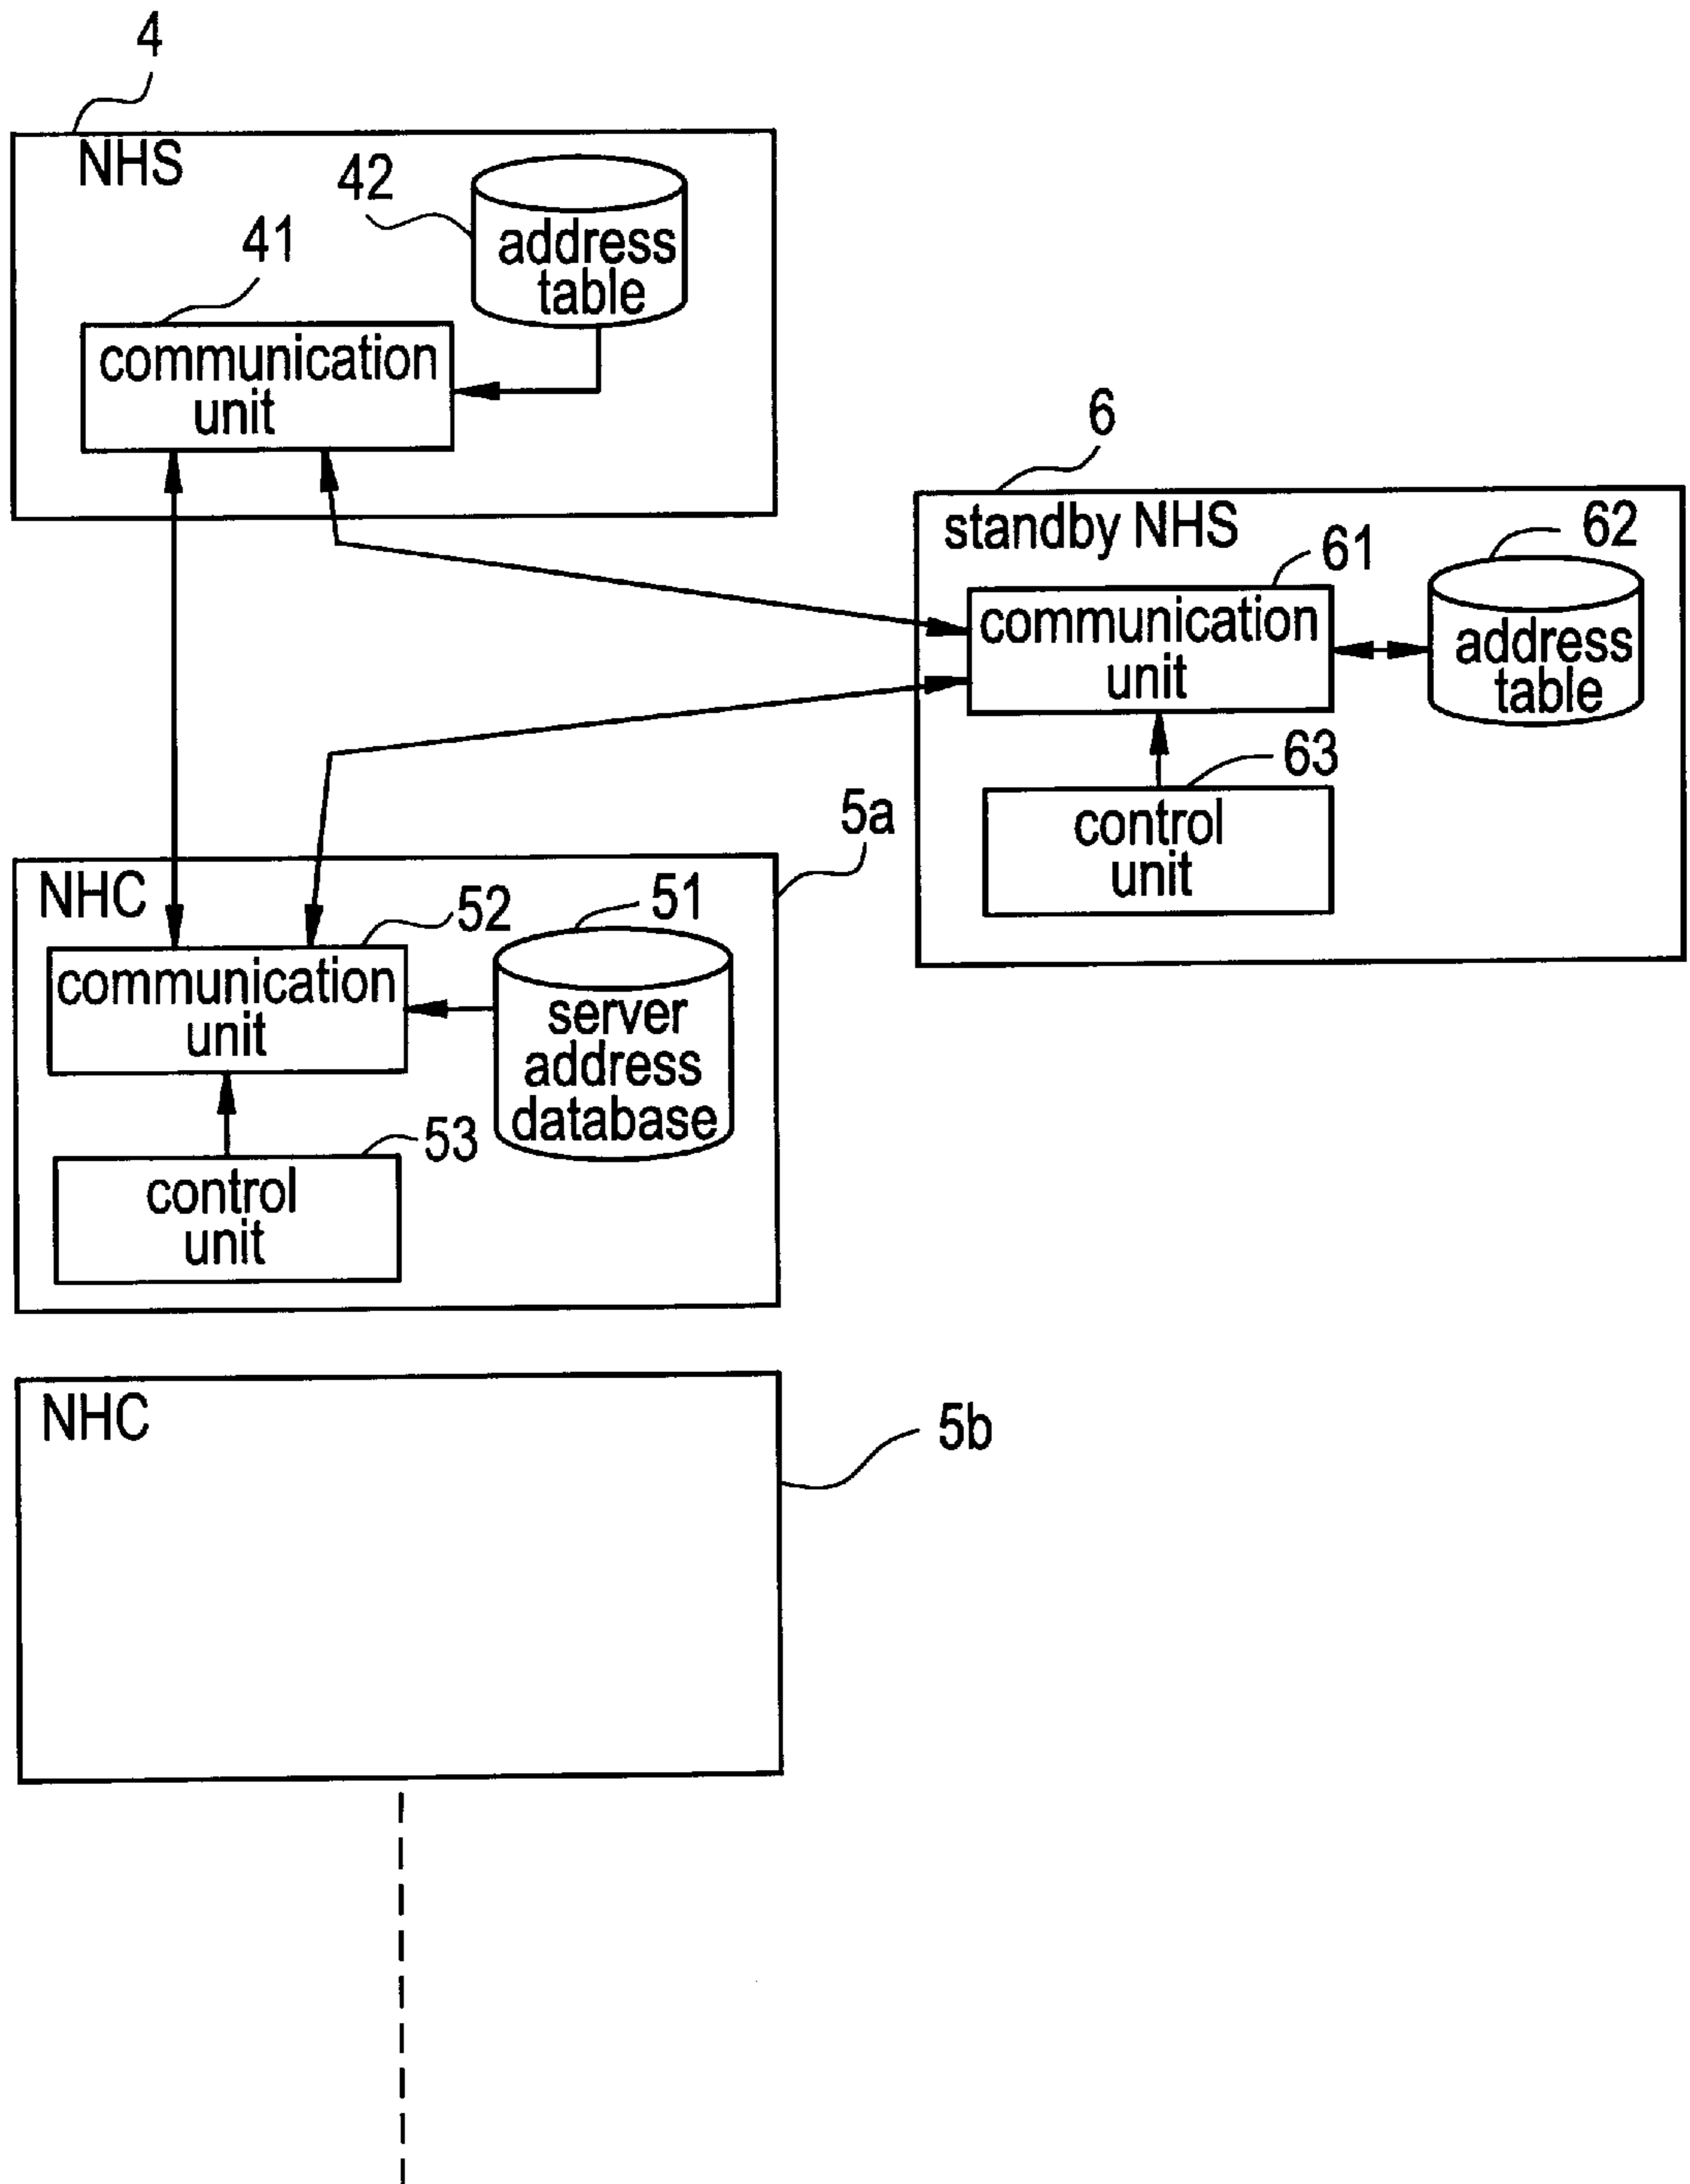 4
NHS
42
address
table
41
communication
unit
6
standby NHS
62
61
communication
unit
address
table
63
control
unit
5a
NHC
52
51
communication
unit
server
address
database
53
control
unit
NHC
5b